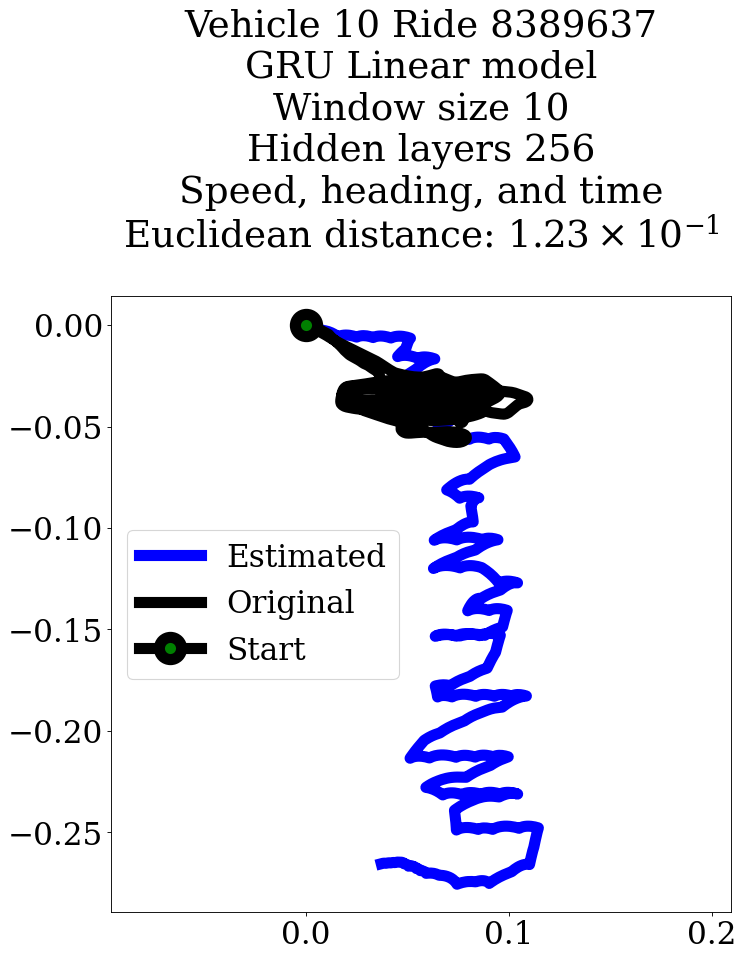 Vehicle 10 Ride 8389637
GRU Linear model
Window size 10
Hidden layers 256
Speed, heading, and time
Euclidean distance: 1.23 × 10⁻¹
0.00
−0.05
−0.10
−0.15
−0.20
−0.25
Estimated
Original
Start
0.0
0.1
0.2